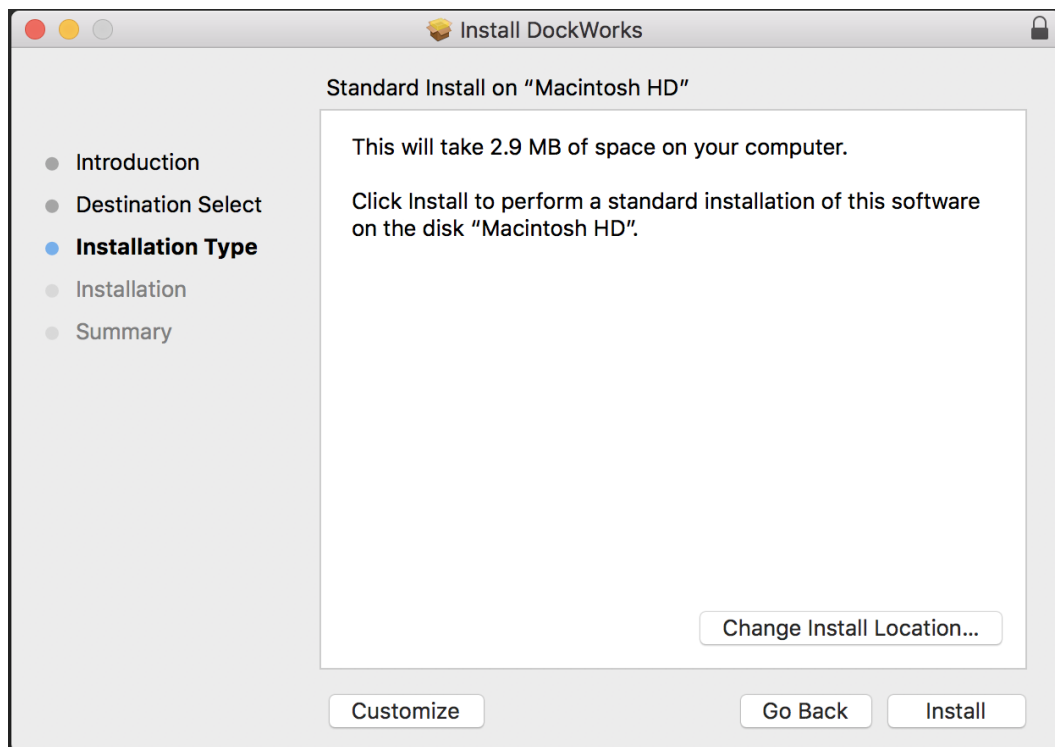 Install DockWorks
Standard Install on “Macintosh HD”
Introduction
Destination Select
Installation Type
Installation
Summary
This will take 2.9 MB of space on your computer.
Click Install to perform a standard installation of this software
on the disk “Macintosh HD”.
Change Install Location...
Customize
Go Back
Install